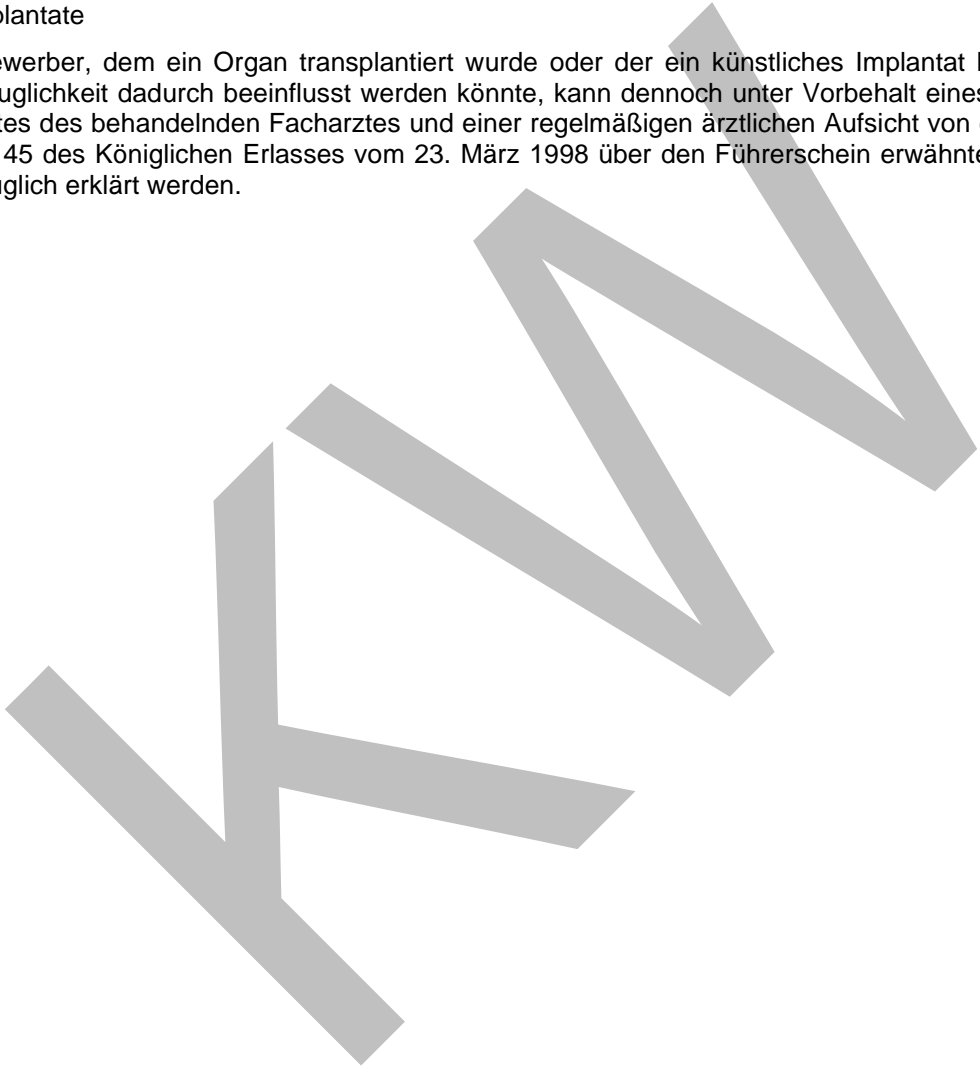 plantate
ewerber, dem ein Organ transplantiert wurde oder der ein künstliches Implantat
uglichkeit dadurch beeinflusst werden könnte, kann dennoch unter Vorbehalt eines
tes des behandelnden Facharztes und einer regelmäßigen ärztlichen Aufsicht von
45 des Königlichen Erlasses vom 23. März 1998 über den Führerschein erwähnte
uglich erklärt werden.
KWV